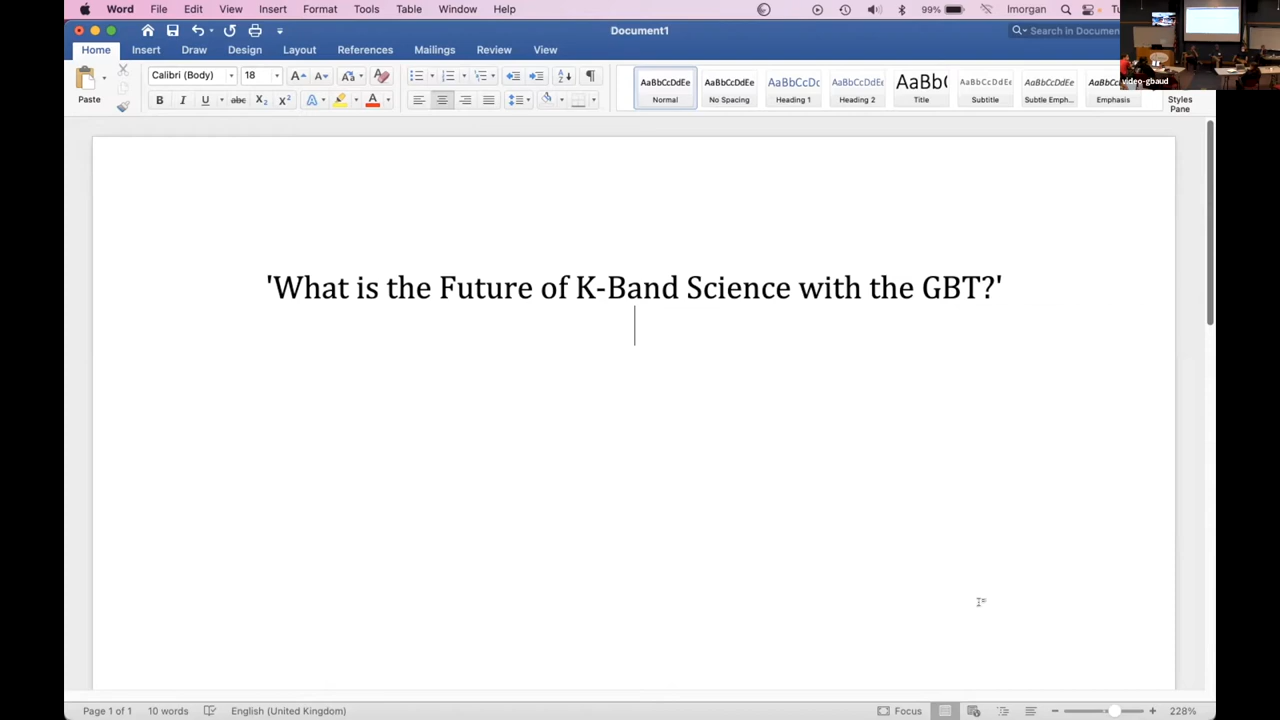 Word File Edit View Insert Format Tools Table Window Help 99% lmorgan
Document1
Search in Documen
Home Insert Draw Design Layout References Mailings Review View
Paste
Calibri (Body) 18
AaBbCcDdEe AaBbCcDdEe AaBbCcDc AaBbCcDdEe AaBb( AaBbCcDdEe AaBbCcDdEe AaBbCcDdEe
Normal No Spacing Heading 1 Heading 2 Title Subtitle Subtle Emph... Emphasis
Styles
Pane
video-gbaud
'What is the Future of K-Band Science with the GBT?'
Page 1 of 1 10 words English (United Kingdom) Focus 228%